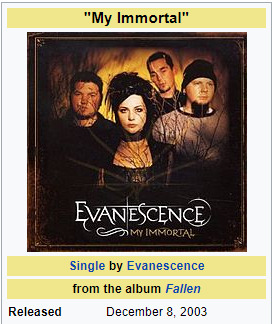 "My Immortal"
EVANESCENCE
MY IMMORTAL
Single by Evanescence
from the album Fallen
Released December 8, 2003